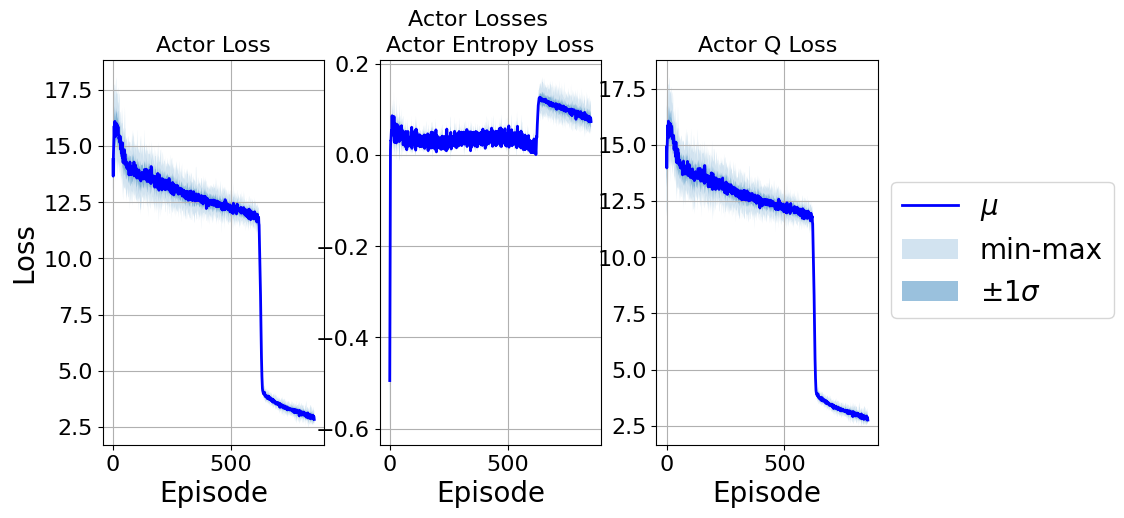 Actor Losses
Actor Loss
Actor Entropy Loss
Actor Q Loss
17.5
15.0
12.5
10.0
7.5
5.0
2.5
Loss
0
500
Episode
0.2
0.0
−0.2
−0.4
−0.6
0
500
Episode
17.5
15.0
12.5
10.0
7.5
5.0
2.5
0
500
Episode
μ
min-max
±1σ